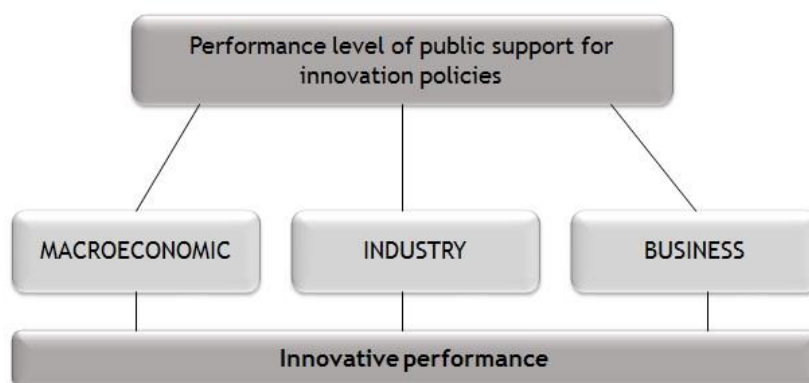 Performance level of public support for
innovation policies
MACROECONOMIC
INDUSTRY
BUSINESS
Innovative performance